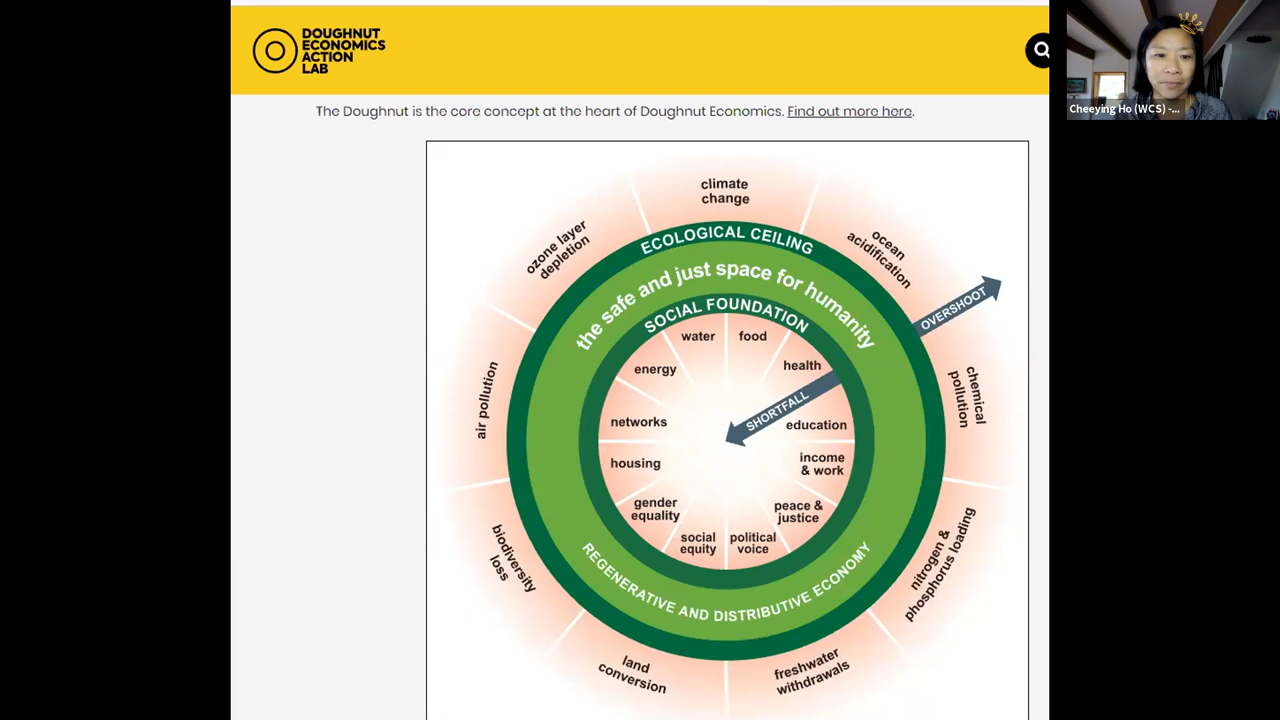 DOUGHNUT
ECONOMICS
ACTION
LAB
Cheeying Ho (WCS) -...
The Doughnut is the core concept at the heart of Doughnut Economics. Find out more here.
climate
change
ozone layer
depletion
ocean
acidification
ECOLOGICAL CEILING
the safe and just space for humanity
OVERSHOOT
SOCIAL FOUNDATION
water
food
energy
health
air pollution
chemical
pollution
SHORTFALL
networks
education
housing
income
& work
gender
equality
peace &
justice
social
equity
political
voice
biodiversity
loss
nitrogen &
phosphorus loading
REGENERATIVE AND DISTRIBUTIVE ECONOMY
land
conversion
freshwater
withdrawals